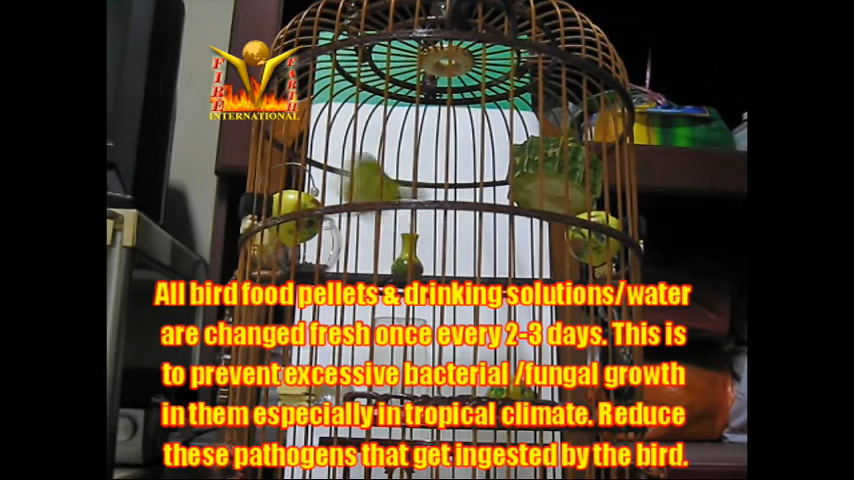 FIRE
EARTH
INTERNATIONAL
All bird food pellets & drinking solutions/water
are changed fresh once every 2-3 days. This is
to prevent excessive bacterial /fungal growth
in them especially in tropical climate. Reduce
these pathogens that get ingested by the bird.